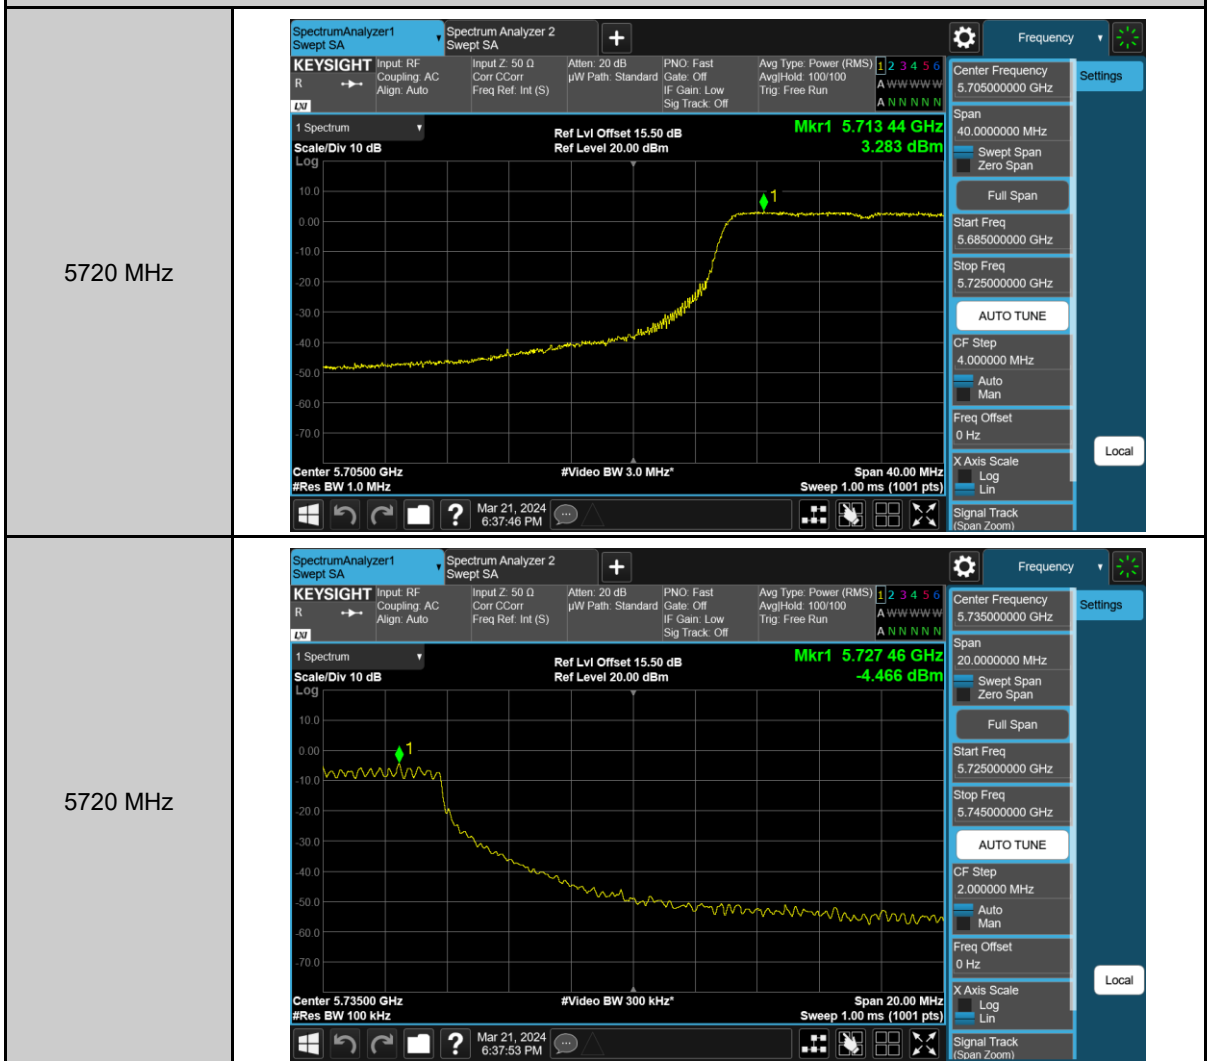 5720 MHz
SpectrumAnalyzer1
Swept SA
Spectrum Analyzer 2
Swept SA
Frequency
KEYSIGHT
R
LXI
Input: RF
Coupling: AC
Align: Auto
Input Z: 50 Ω
Corr CCorr
Freq Ref: Int (S)
Atten: 20 dB
µW Path: Standard
PNO: Fast
Gate: Off
IF Gain: Low
Sig Track: Off
Avg Type: Power (RMS)
Avg|Hold: 100/100
Trig: Free Run
1 2 3 4 5 6
A W W W W W
A N N N N N
1 Spectrum
Scale/Div 10 dB
Log
Ref Lvl Offset 15.50 dB
Ref Level 20.00 dBm
Mkr1 5.713 44 GHz
3.283 dBm
1
10.0
0.00
-10.0
-20.0
-30.0
-40.0
-50.0
-60.0
-70.0
Center 5.70500 GHz
#Res BW 1.0 MHz
#Video BW 3.0 MHz*
Span 40.00 MHz
Sweep 1.00 ms (1001 pts)
Mar 21, 2024
6:37:46 PM
Center Frequency
5.705000000 GHz
Span
40.0000000 MHz
Swept Span
Zero Span
Full Span
Start Freq
5.685000000 GHz
Stop Freq
5.725000000 GHz
AUTO TUNE
CF Step
4.000000 MHz
Auto
Man
Freq Offset
0 Hz
X Axis Scale
Log
Lin
Signal Track
(Span Zoom)
Settings
Local
5720 MHz
SpectrumAnalyzer1
Swept SA
Spectrum Analyzer 2
Swept SA
Frequency
KEYSIGHT
R
LXI
Input: RF
Coupling: AC
Align: Auto
Input Z: 50 Ω
Corr CCorr
Freq Ref: Int (S)
Atten: 20 dB
µW Path: Standard
PNO: Fast
Gate: Off
IF Gain: Low
Sig Track: Off
Avg Type: Power (RMS)
Avg|Hold: 100/100
Trig: Free Run
1 2 3 4 5 6
A W W W W W
A N N N N N
1 Spectrum
Scale/Div 10 dB
Log
Ref Lvl Offset 15.50 dB
Ref Level 20.00 dBm
Mkr1 5.727 46 GHz
-4.466 dBm
1
10.0
0.00
-10.0
-20.0
-30.0
-40.0
-50.0
-60.0
-70.0
Center 5.73500 GHz
#Res BW 100 kHz
#Video BW 300 kHz*
Span 20.00 MHz
Sweep 1.00 ms (1001 pts)
Mar 21, 2024
6:37:53 PM
Center Frequency
5.735000000 GHz
Span
20.0000000 MHz
Swept Span
Zero Span
Full Span
Start Freq
5.725000000 GHz
Stop Freq
5.745000000 GHz
AUTO TUNE
CF Step
2.000000 MHz
Auto
Man
Freq Offset
0 Hz
X Axis Scale
Log
Lin
Signal Track
(Span Zoom)
Settings
Local